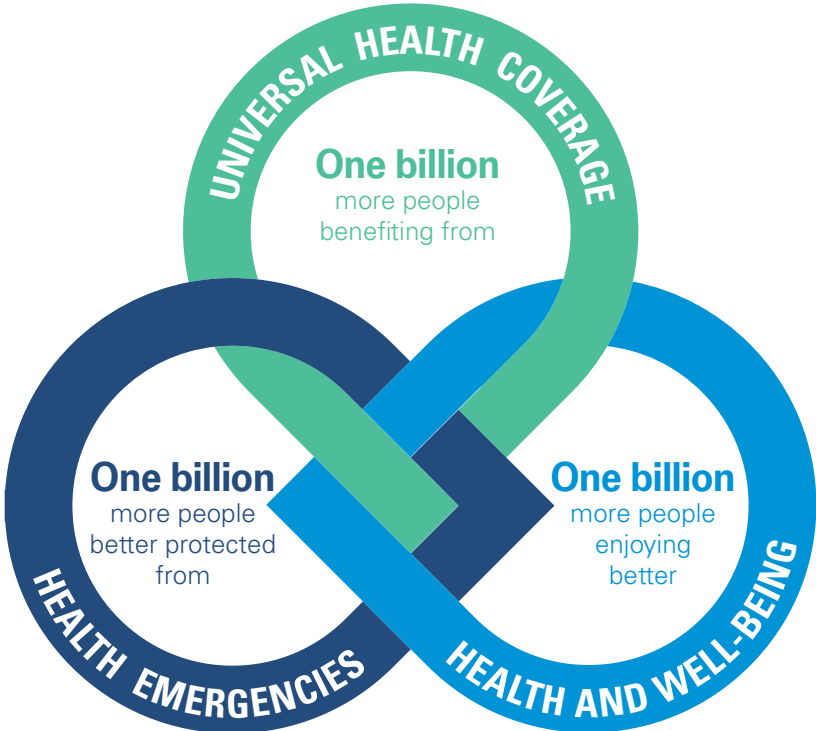 UNIVERSAL HEALTH COVERAGE
One billion
more people
benefiting from
One billion
more people
better protected
from
HEALTH EMERGENCIES
One billion
more people
enjoying
better
HEALTH AND WELL-BEING